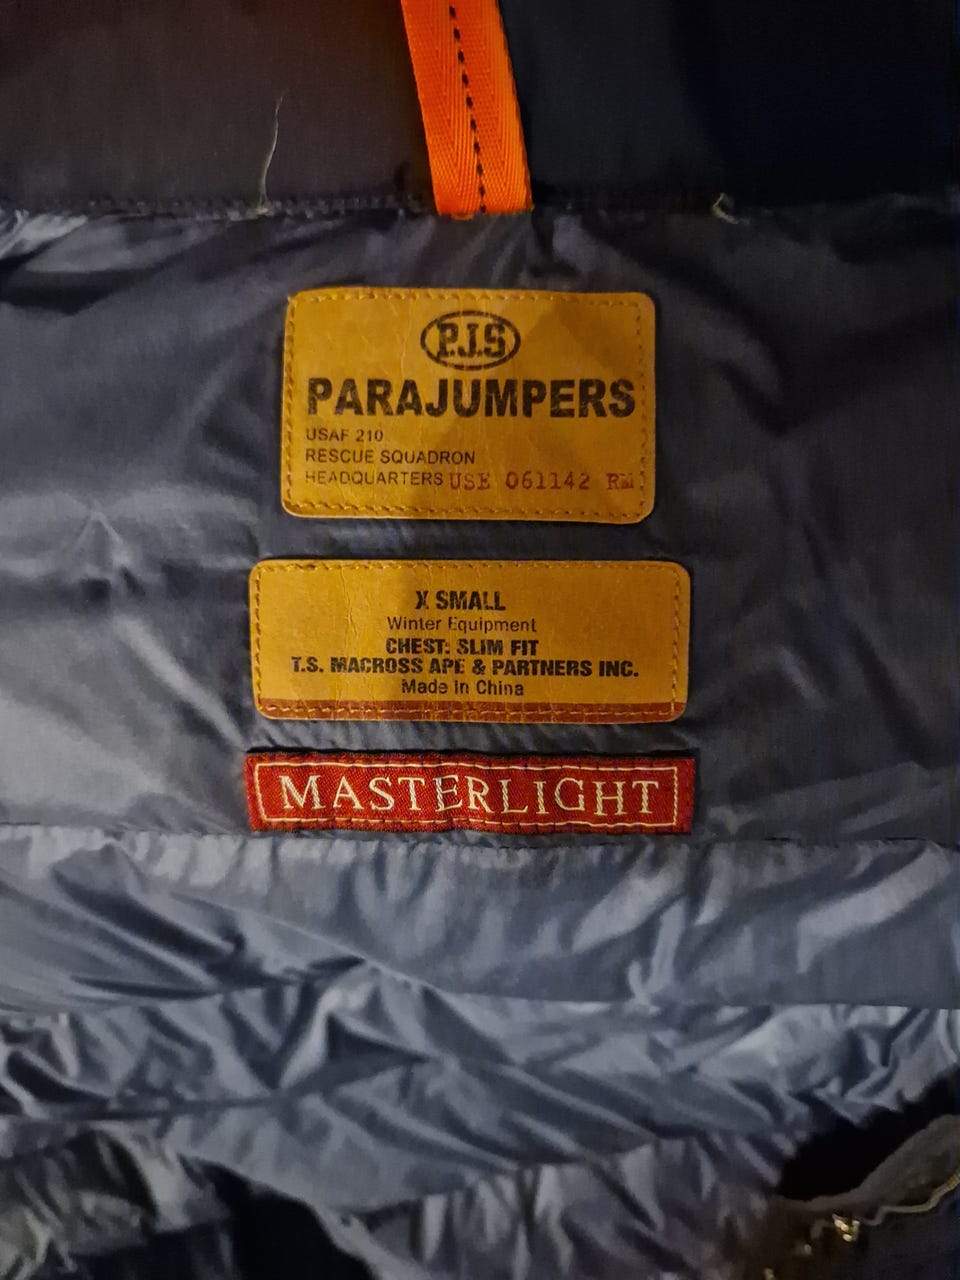 P.J.S
PARAJUMPERS
USAF 210
RESCUE SQUADRON
HEADQUARTERS USE 061142 RM
X SMALL
Winter Equipment
CHEST: SLIM FIT
T.S. MACROSS APE & PARTNERS INC.
Made in China
MASTERLIGHT